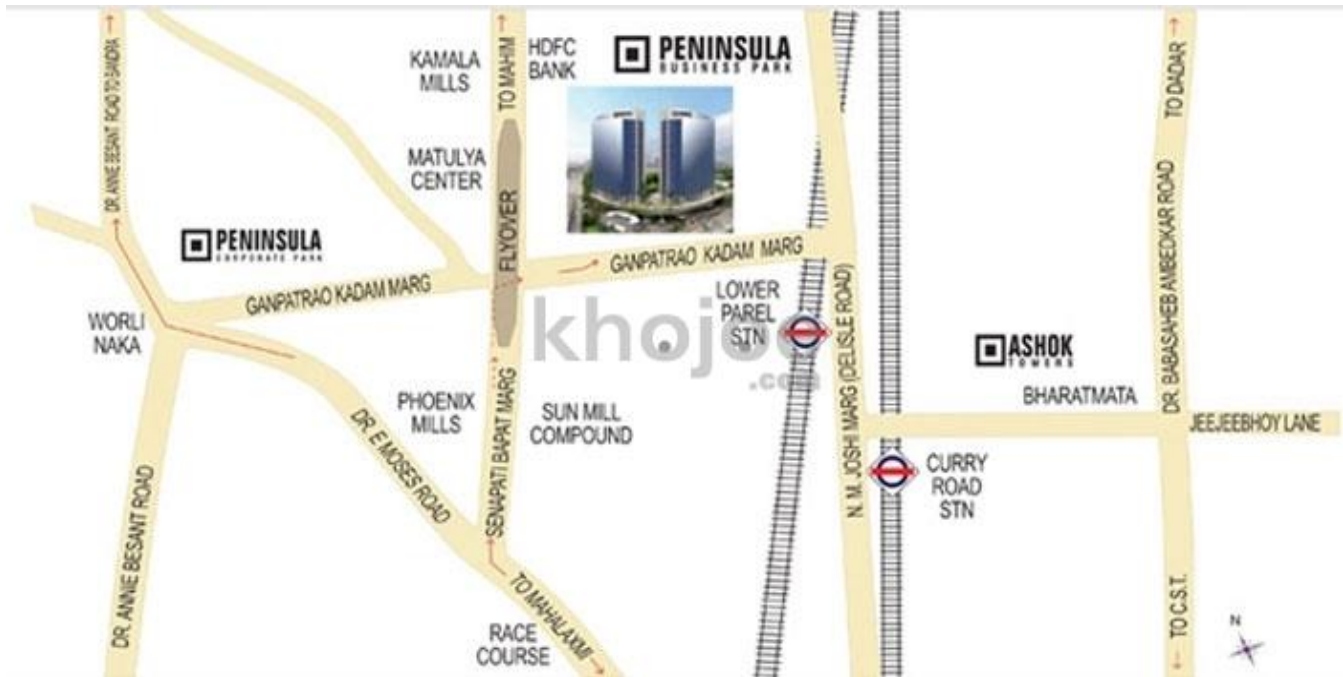 KAMALA
MILLS
TO MAHIM
HDFC
BANK
PENINSULA
BUSINESS PARK
TO DADAR
DR. ANNIE BESANT ROAD TO BANDRA
MATULYA
CENTER
FLYOVER
PENINSULA
CORPORATE PARK
GANPATRAO KADAM MARG
GANPATRAO KADAM MARG
DR. BABASAHEB AMBEDKAR ROAD
WORLI
NAKA
LOWER
PAREL
STN
khojoo
.com
N. M. JOSHI MARG (DELISLE ROAD)
ASHOK
TOWERS
PHOENIX
MILLS
SENAPATI BAPAT MARG
SUN MILL
COMPOUND
BHARATMATA
JEEJEEBHOY LANE
DR. E MOSES ROAD
CURRY
ROAD
STN
DR. ANNIE BESANT ROAD
TO MAHALAXMI
RACE
COURSE
TO C.S.T.
N